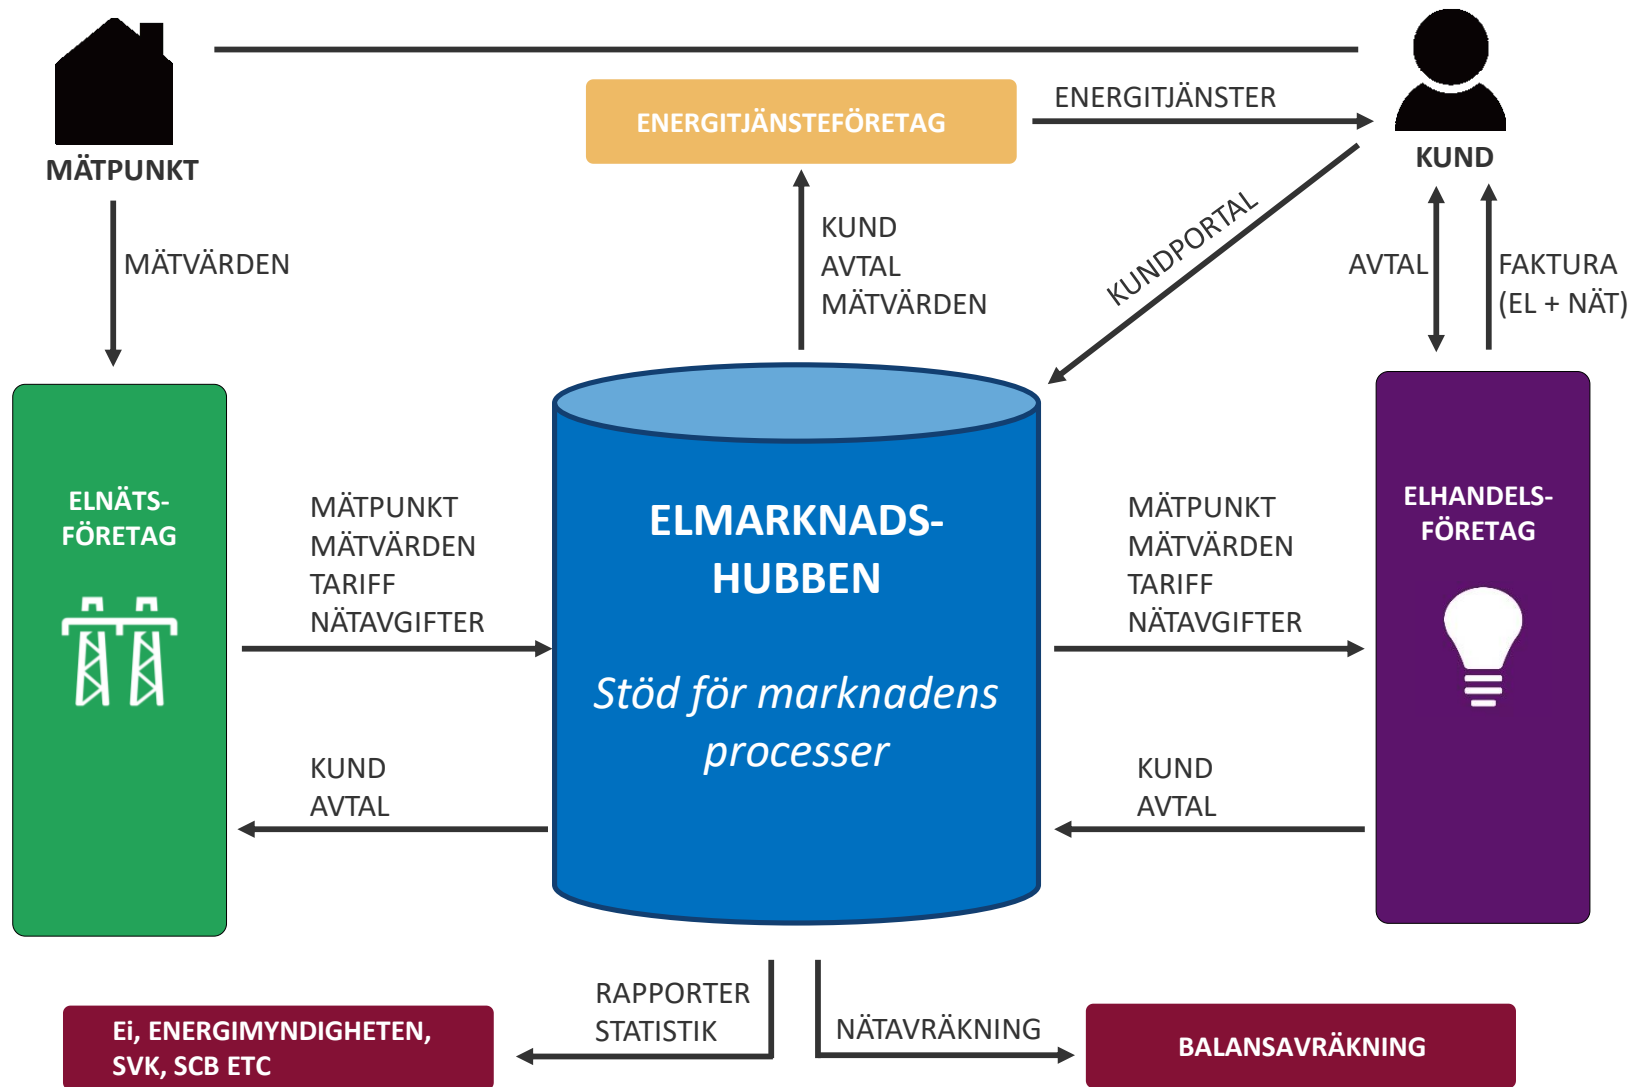 MÄTPUNKT
ENERGITJÄNSTEFÖRETAG
ENERGITJÄNSTER
KUND
MÄTVÄRDEN
KUND
AVTAL
MÄTVÄRDEN
KUNDPORTAL
AVTAL
FAKTURA
(EL + NÄT)
ELNÄTS-
FÖRETAG
MÄTPUNKT
MÄTVÄRDEN
TARIFF
NÄTAVGIFTER
ELMARKNADS-
HUBBEN
Stöd för marknadens
processer
MÄTPUNKT
MÄTVÄRDEN
TARIFF
NÄTAVGIFTER
ELHANDELS-
FÖRETAG
KUND
AVTAL
KUND
AVTAL
RAPPORTER
STATISTIK
NÄTAVRÄKNING
Ei, ENERGIMYNDIGHETEN,
SVK, SCB ETC
BALANSAVRÄKNING